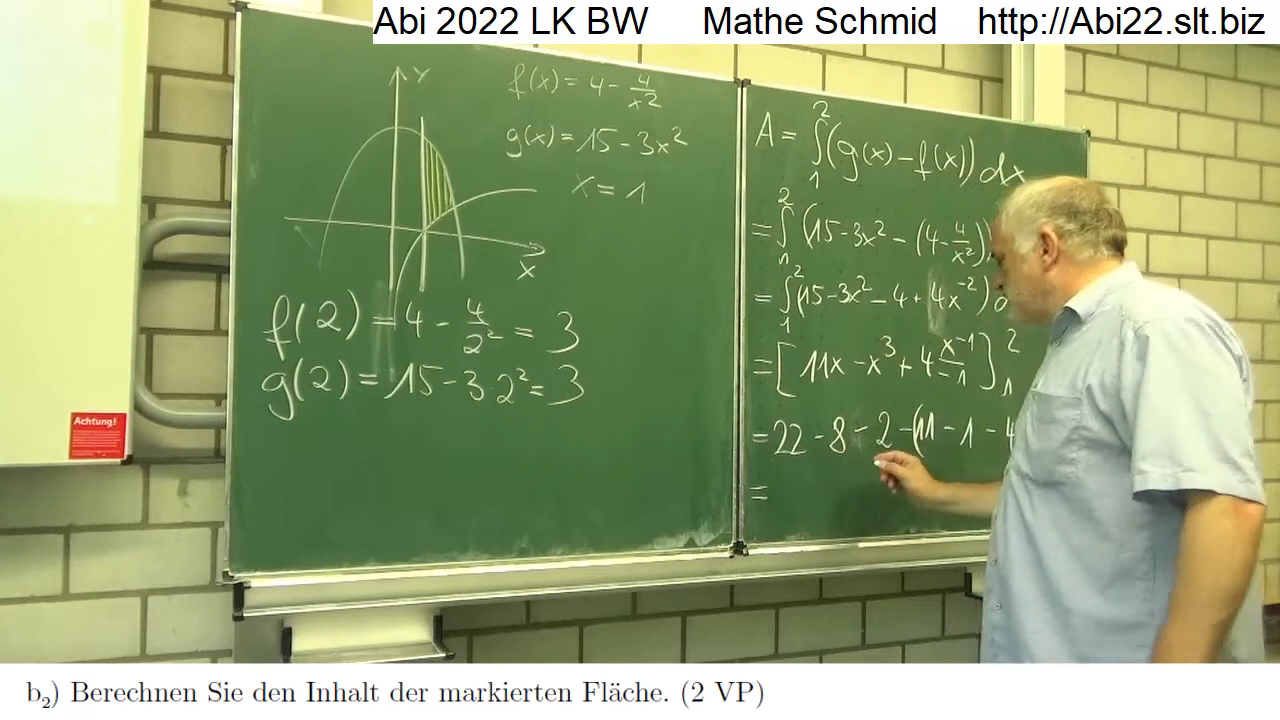 Abi 2022 LK BW Mathe Schmid http://Abi22.slt.biz
f(x) = 4 - 4/x²
g(x) = 15 - 3x²
x = 1
y
x
f(2) = 4 - 4/2² = 3
g(2) = 15 - 3·2² = 3
A = ∫₁² (g(x) - f(x)) dx
= ∫₁² (15 - 3x² - (4 - 4/x²)
= ∫₁² (15 - 3x² - 4 + 4x⁻²) d
= [11x - x³ + 4 x⁻¹/-1]₁²
= 22 - 8 - 2 - (11 - 1 - 4
=
Achtung!
b₂) Berechnen Sie den Inhalt der markierten Fläche. (2 VP)